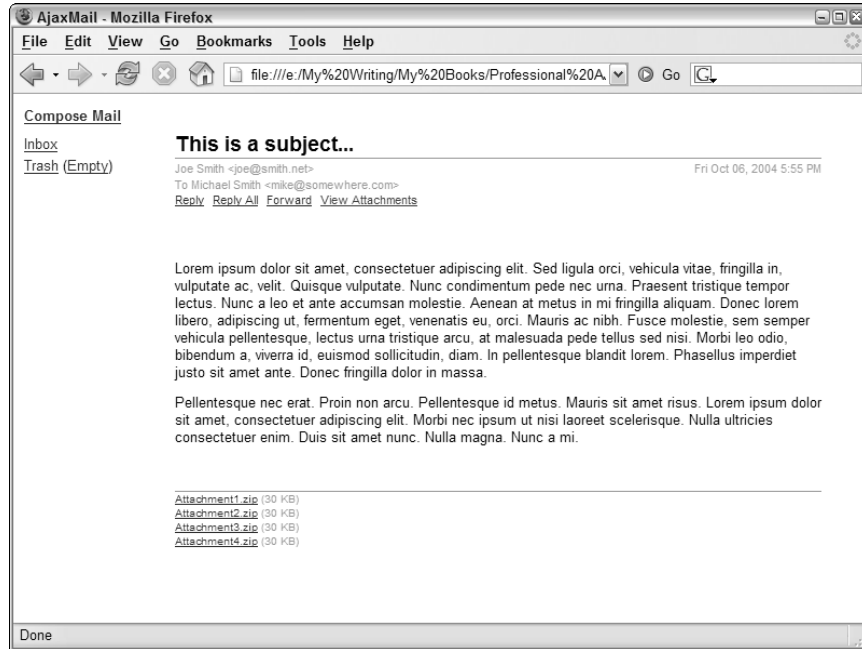 AjaxMail - Mozilla Firefox
File Edit View Go Bookmarks Tools Help
file:///e:/My%20Writing/My%20Books/Professional%20A Go G
Compose Mail
Inbox
Trash (Empty)
This is a subject...
Joe Smith <joe@smith.net> Fri Oct 06, 2004 5:55 PM
To Michael Smith <mike@somewhere.com>
Reply Reply All Forward View Attachments
Lorem ipsum dolor sit amet, consectetuer adipiscing elit. Sed ligula orci, vehicula vitae, fringilla in,
vulputate ac, velit. Quisque vulputate. Nunc condimentum pede nec urna. Praesent tristique tempor
lectus. Nunc a leo et ante accumsan molestie. Aenean at metus in mi fringilla aliquam. Donec lorem
libero, adipiscing ut, fermentum eget, venenatis eu, orci. Mauris ac nibh. Fusce molestie, sem semper
vehicula pellentesque, lectus urna tristique arcu, at malesuada pede tellus sed nisi. Morbi leo odio,
bibendum a, viverra id, euismod sollicitudin, diam. In pellentesque blandit lorem. Phasellus imperdiet
justo sit amet ante. Donec fringilla dolor in massa.
Pellentesque nec erat. Proin non arcu. Pellentesque id metus. Mauris sit amet risus. Lorem ipsum dolor
sit amet, consectetuer adipiscing elit. Morbi nec ipsum ut nisi laoreet scelerisque. Nulla ultricies
consectetuer enim. Duis sit amet nunc. Nulla magna. Nunc a mi.
Attachment1.zip (30 KB)
Attachment2.zip (30 KB)
Attachment3.zip (30 KB)
Attachment4.zip (30 KB)
Done